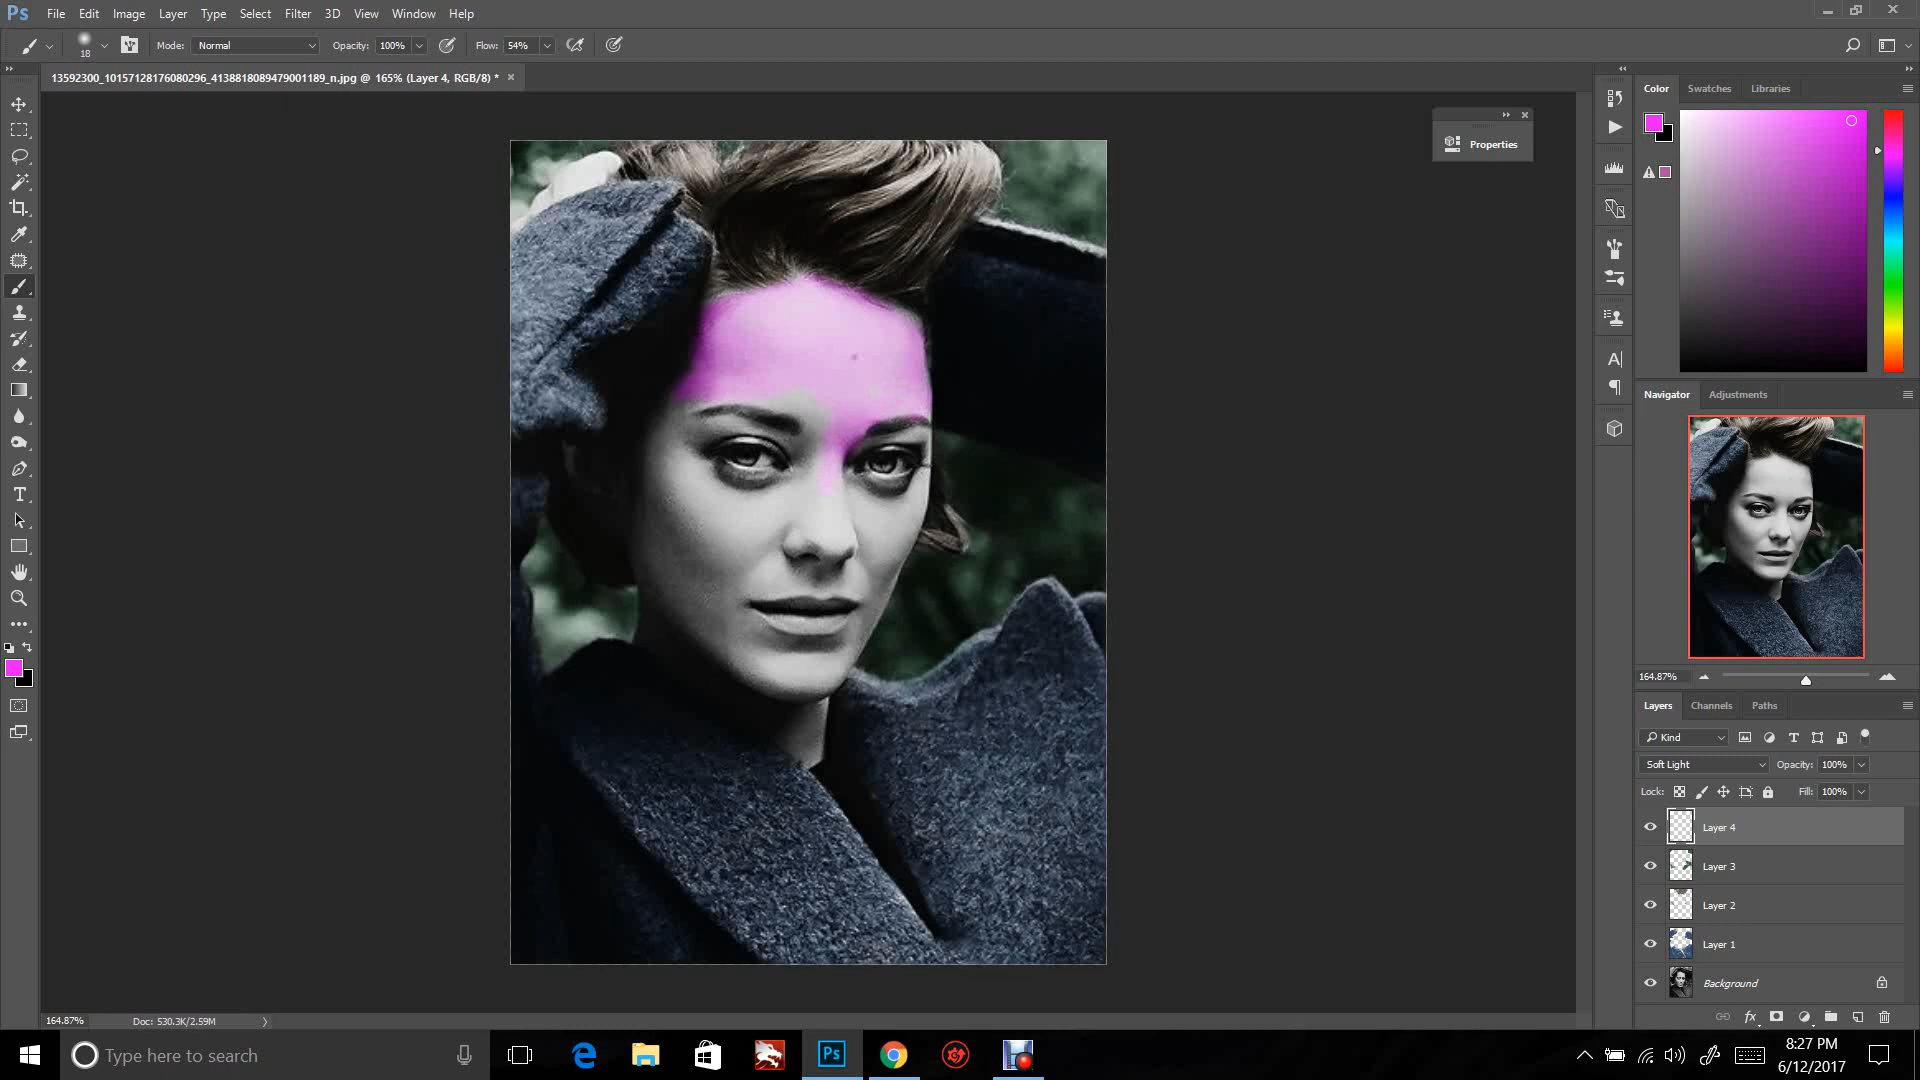 Ps File Edit Image Layer Type Select Filter 3D View Window Help
18 Mode: Normal Opacity: 100% Flow: 54%
13592300_10157128176080296_4138818089479001189_n.jpg @ 165% (Layer 4, RGB/8) * ×
Color Swatches Libraries
Properties
Navigator Adjustments
164.87%
Layers Channels Paths
Kind
Soft Light Opacity: 100%
Lock: Fill: 100%
Layer 4
Layer 3
Layer 2
Layer 1
Background
fx
164.87% Doc: 530.3K/2.59M
Type here to search
Ps
8:27 PM
6/12/2017